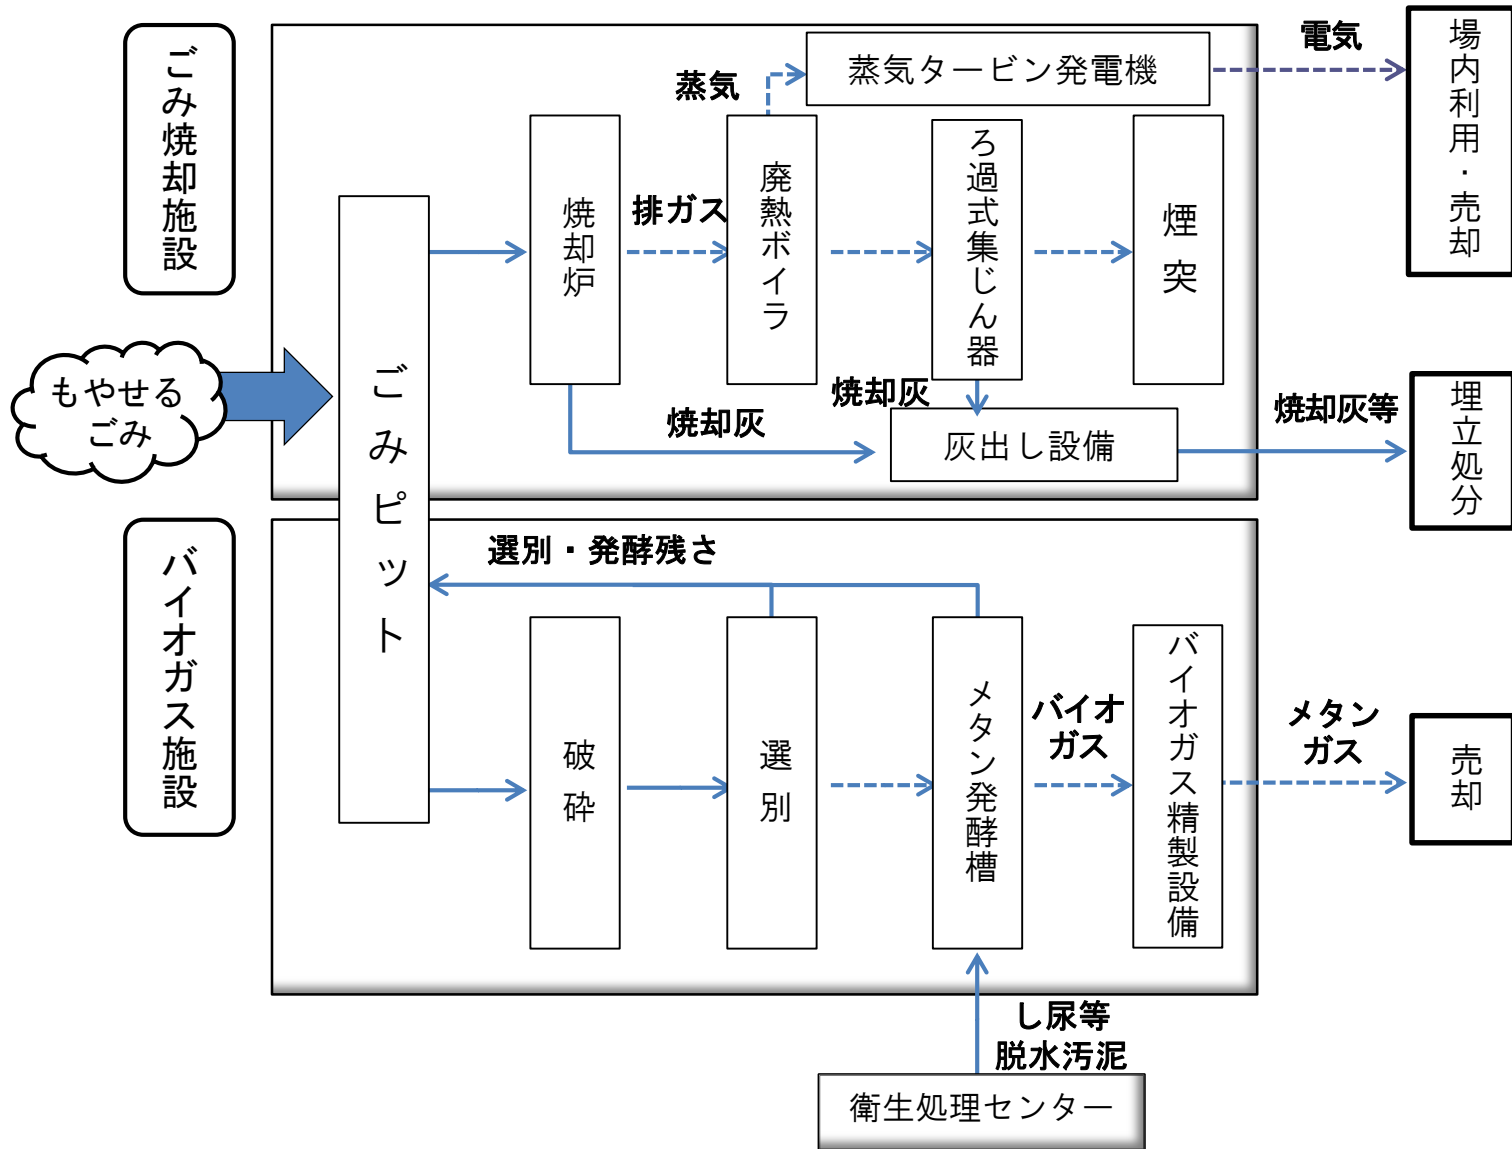 ごみ焼却施設
蒸気タービン発電機
電気
場内利用・売却
蒸気
焼却炉
排ガス
廃熱ボイラ
ろ過式集じん器
煙突
もやせる
ごみ
ごみピット
焼却灰
焼却灰
灰出し設備
焼却灰等
埋立処分
バイオガス施設
選別・発酵残さ
破砕
選別
メタン発酵槽
バイオ
ガス
バイオガス精製設備
メタン
ガス
売却
し尿等
脱水汚泥
衛生処理センター